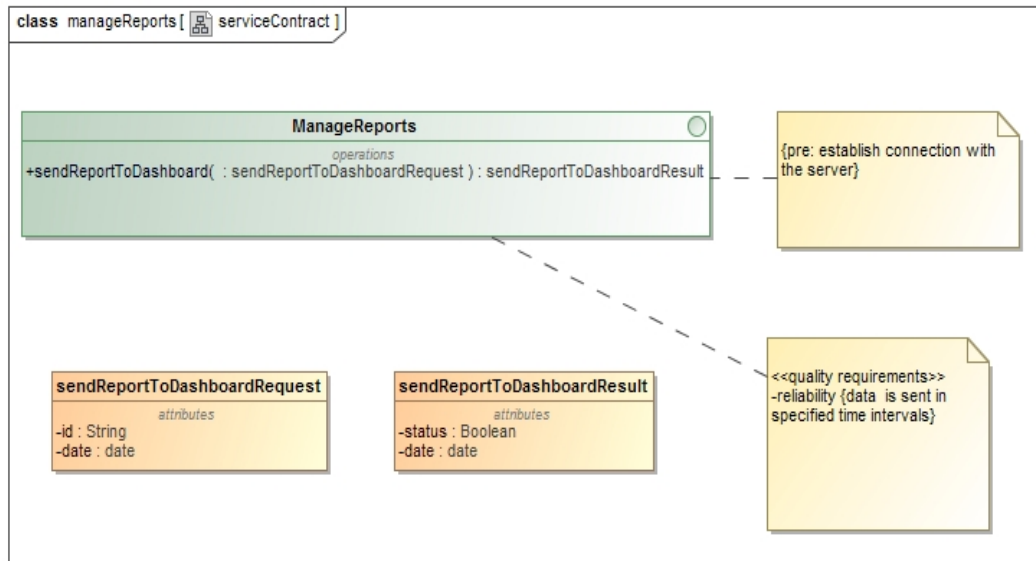 class manageReports [ serviceContract ]
ManageReports
operations
+sendReportToDashboard( : sendReportToDashboardRequest ) : sendReportToDashboardResult
{pre: establish connection with
the server}
sendReportToDashboardRequest
attributes
-id : String
-date : date
sendReportToDashboardResult
attributes
-status : Boolean
-date : date
<<quality requirements>>
-reliability {data is sent in
specified time intervals}